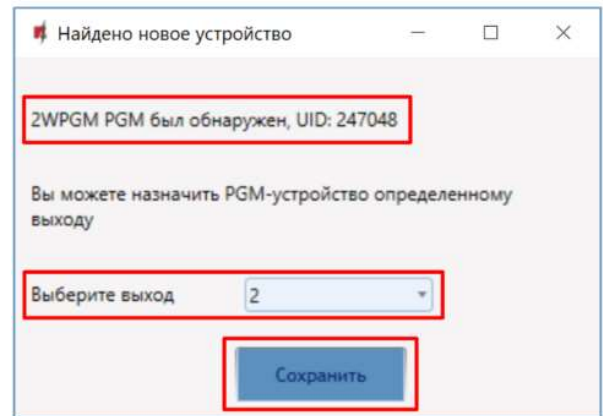 Найдено новое устройство
2WPGM PGM был обнаружен, UID: 247048
Вы можете назначить PGM-устройство определенному
выходу
Выберите выход 2
Сохранить